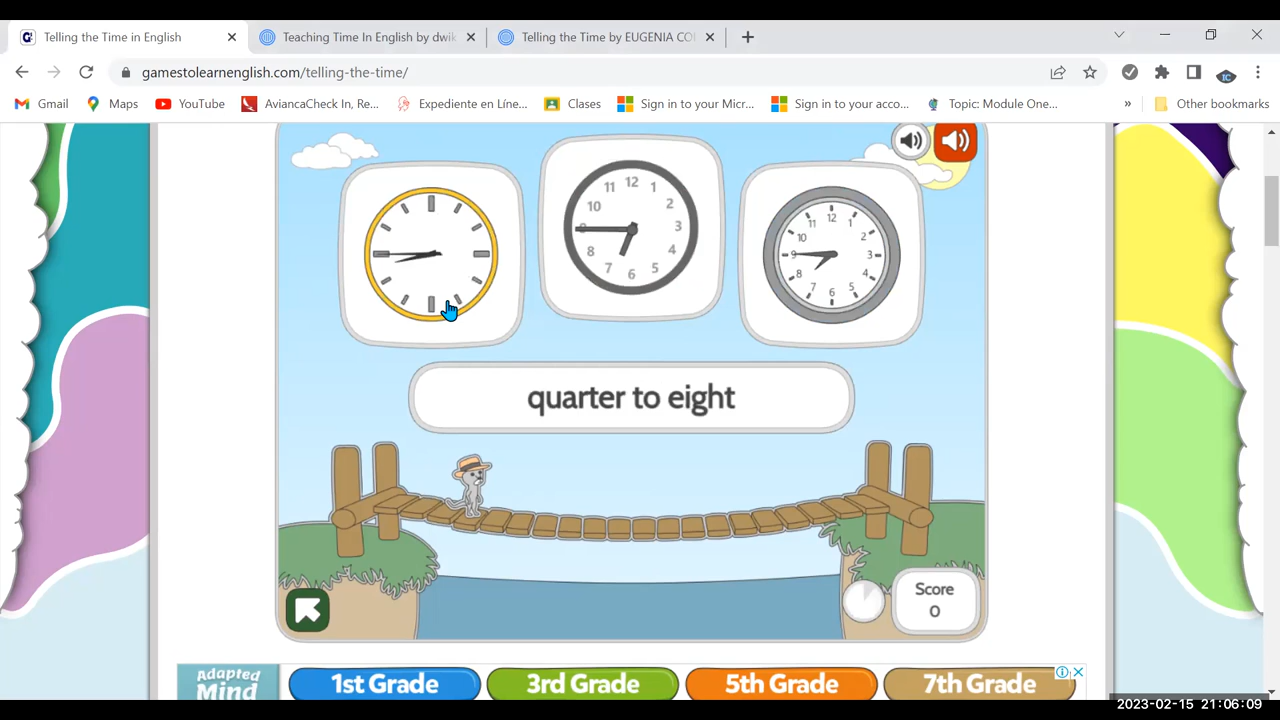 Telling the Time in English
Teaching Time In English by dwik
Telling the Time by EUGENIA CO
gamestolearnenglish.com/telling-the-time/
Gmail
Maps
YouTube
AviancaCheck In, Re...
Expediente en Líne...
Clases
Sign in to your Micr...
Sign in to your acco...
Topic: Module One...
»
Other bookmarks
12 1 2 3 4 5 6 7 8 9 10 11
12 1 2 3 4 5 6 7 8 9 10 11
quarter to eight
Score
0
Adapted
Mind
1st Grade
3rd Grade
5th Grade
7th Grade
2023-02-15 21:06:09